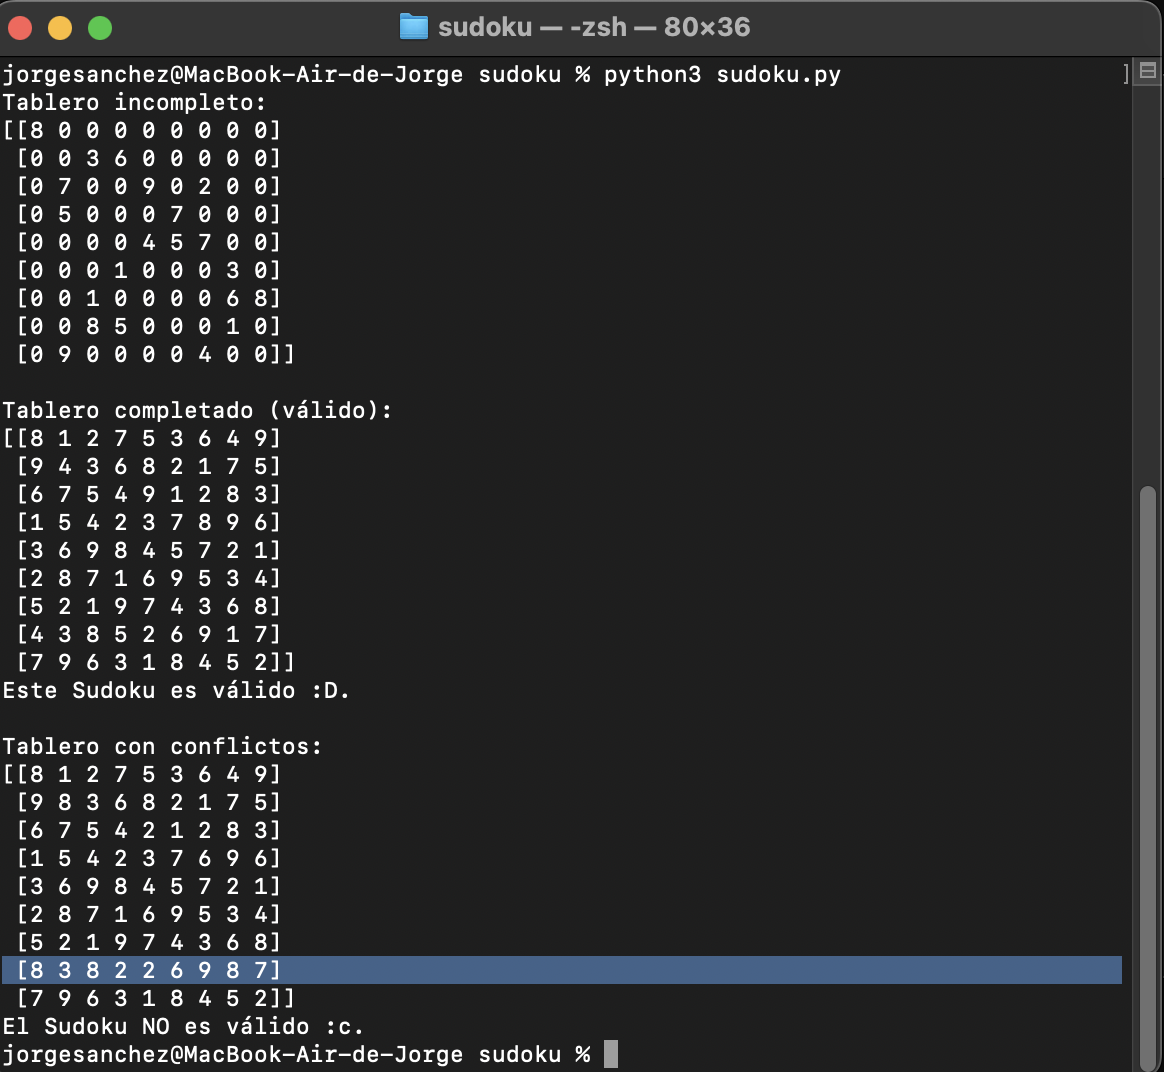 sudoku — -zsh — 80×36
jorgesanchez@MacBook-Air-de-Jorge sudoku % python3 sudoku.py ]
Tablero incompleto:
[[8 0 0 0 0 0 0 0 0]
 [0 0 3 6 0 0 0 0 0]
 [0 7 0 0 9 0 2 0 0]
 [0 5 0 0 0 7 0 0 0]
 [0 0 0 0 4 5 7 0 0]
 [0 0 0 1 0 0 0 3 0]
 [0 0 1 0 0 0 0 6 8]
 [0 0 8 5 0 0 0 1 0]
 [0 9 0 0 0 0 4 0 0]]
Tablero completado (válido):
[[8 1 2 7 5 3 6 4 9]
 [9 4 3 6 8 2 1 7 5]
 [6 7 5 4 9 1 2 8 3]
 [1 5 4 2 3 7 8 9 6]
 [3 6 9 8 4 5 7 2 1]
 [2 8 7 1 6 9 5 3 4]
 [5 2 1 9 7 4 3 6 8]
 [4 3 8 5 2 6 9 1 7]
 [7 9 6 3 1 8 4 5 2]]
Este Sudoku es válido :D.
Tablero con conflictos:
[[8 1 2 7 5 3 6 4 9]
 [9 8 3 6 8 2 1 7 5]
 [6 7 5 4 2 1 2 8 3]
 [1 5 4 2 3 7 6 9 6]
 [3 6 9 8 4 5 7 2 1]
 [2 8 7 1 6 9 5 3 4]
 [5 2 1 9 7 4 3 6 8]
 [8 3 8 2 2 6 9 8 7]
 [7 9 6 3 1 8 4 5 2]]
El Sudoku NO es válido :c.
jorgesanchez@MacBook-Air-de-Jorge sudoku %